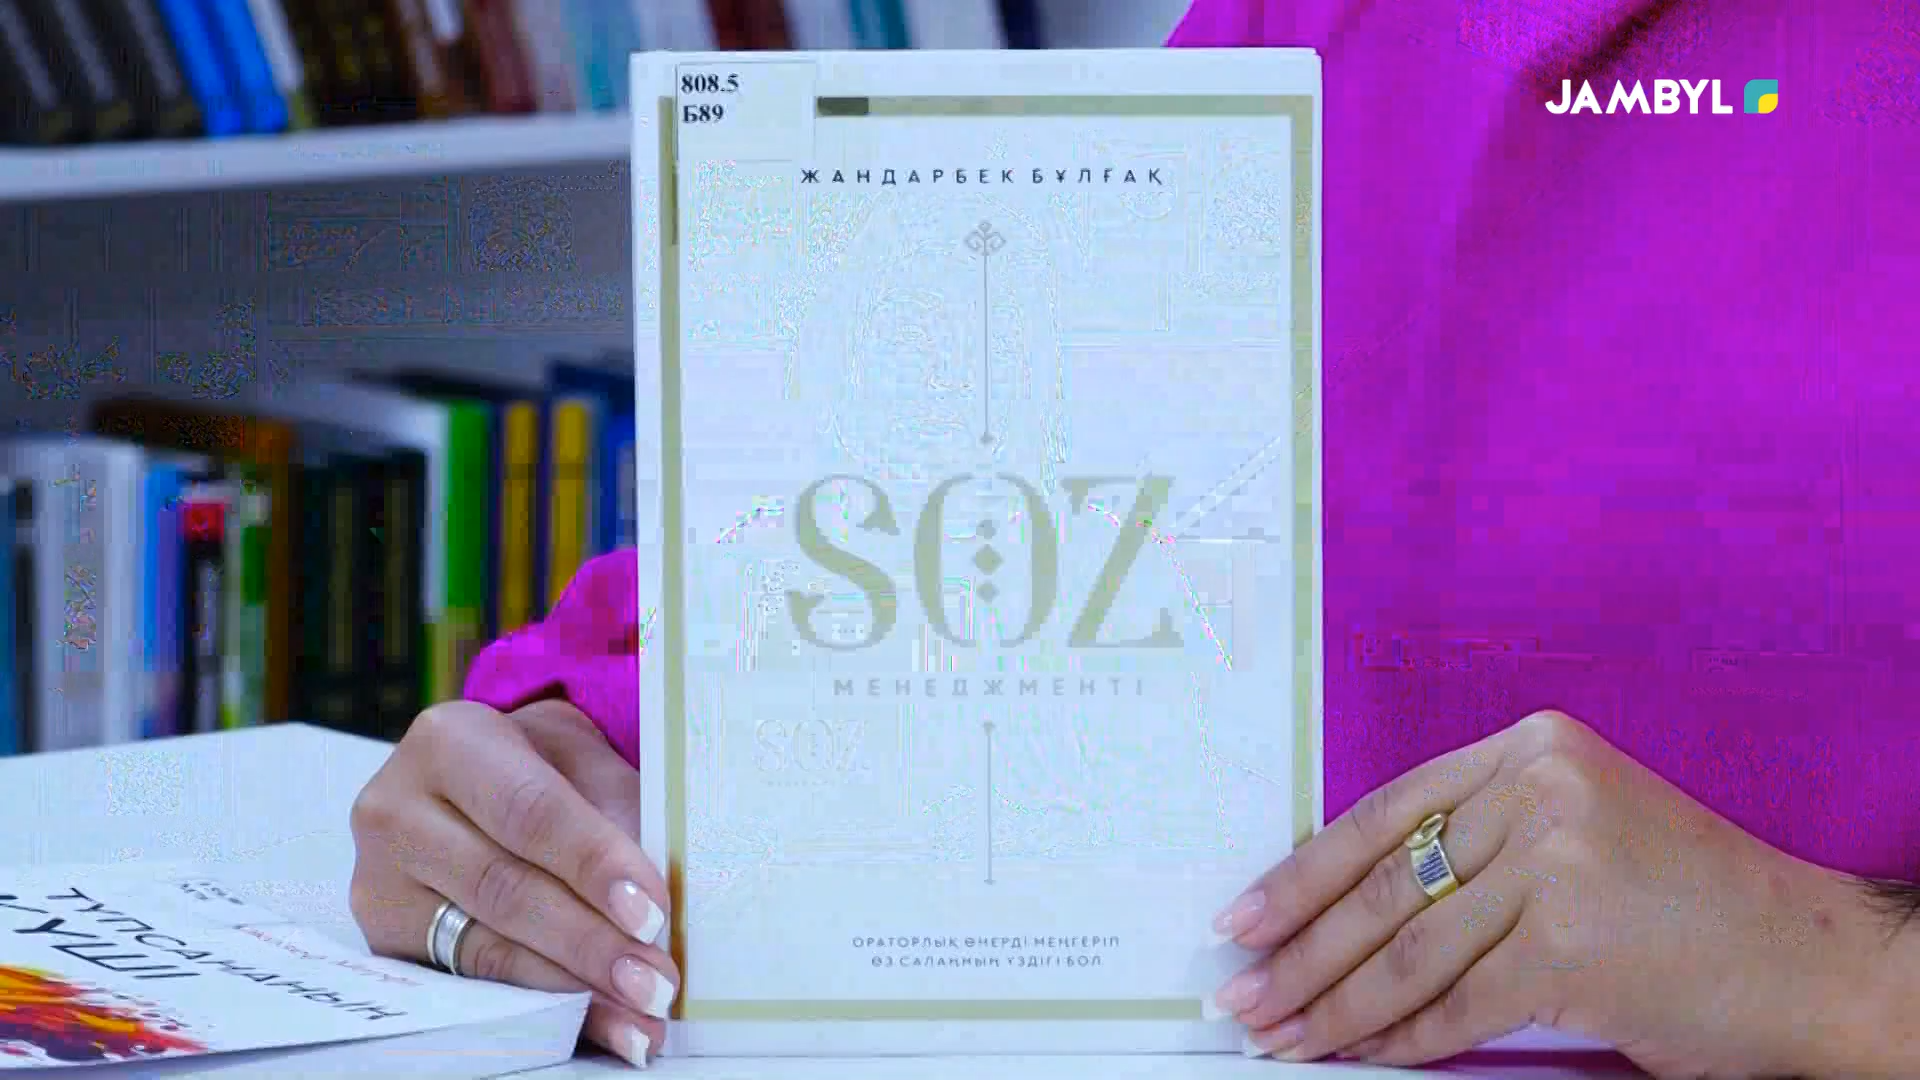 808.5
Б89
JAMBYL
ЖАНДАРБЕК БҰЛҒАҚ
SÖZ
МЕНЕДЖМЕНТІ
SÖZ
ОРАТОРЛЫҚ ӨНЕРДІ МЕҢГЕРІП
ӨЗ САЛАҢНЫҢ ҮЗДІГІ БОЛ
ТҮПСАНАНЫҢ
КҮШІ